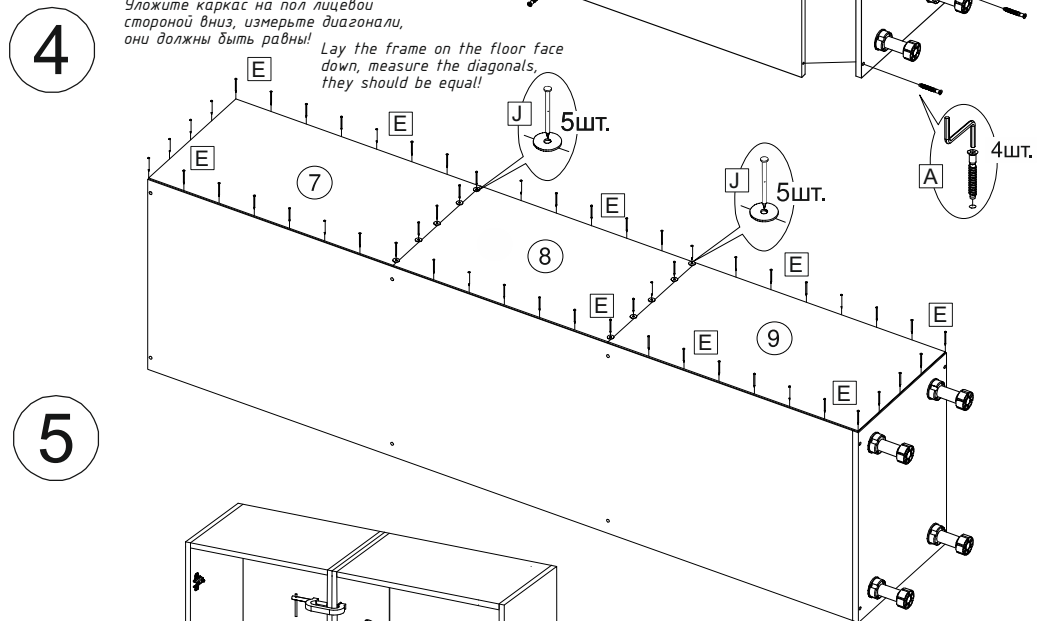 4
Уложите каркас на пол лицевой
стороной вниз, измерьте диагонали,
они должны быть равны!
Lay the frame on the floor face
down, measure the diagonals,
they should be equal!
E
E
E
J
5шт.
A
4шт.
7
J
5шт.
E
8
E
E
E
9
E
E
5